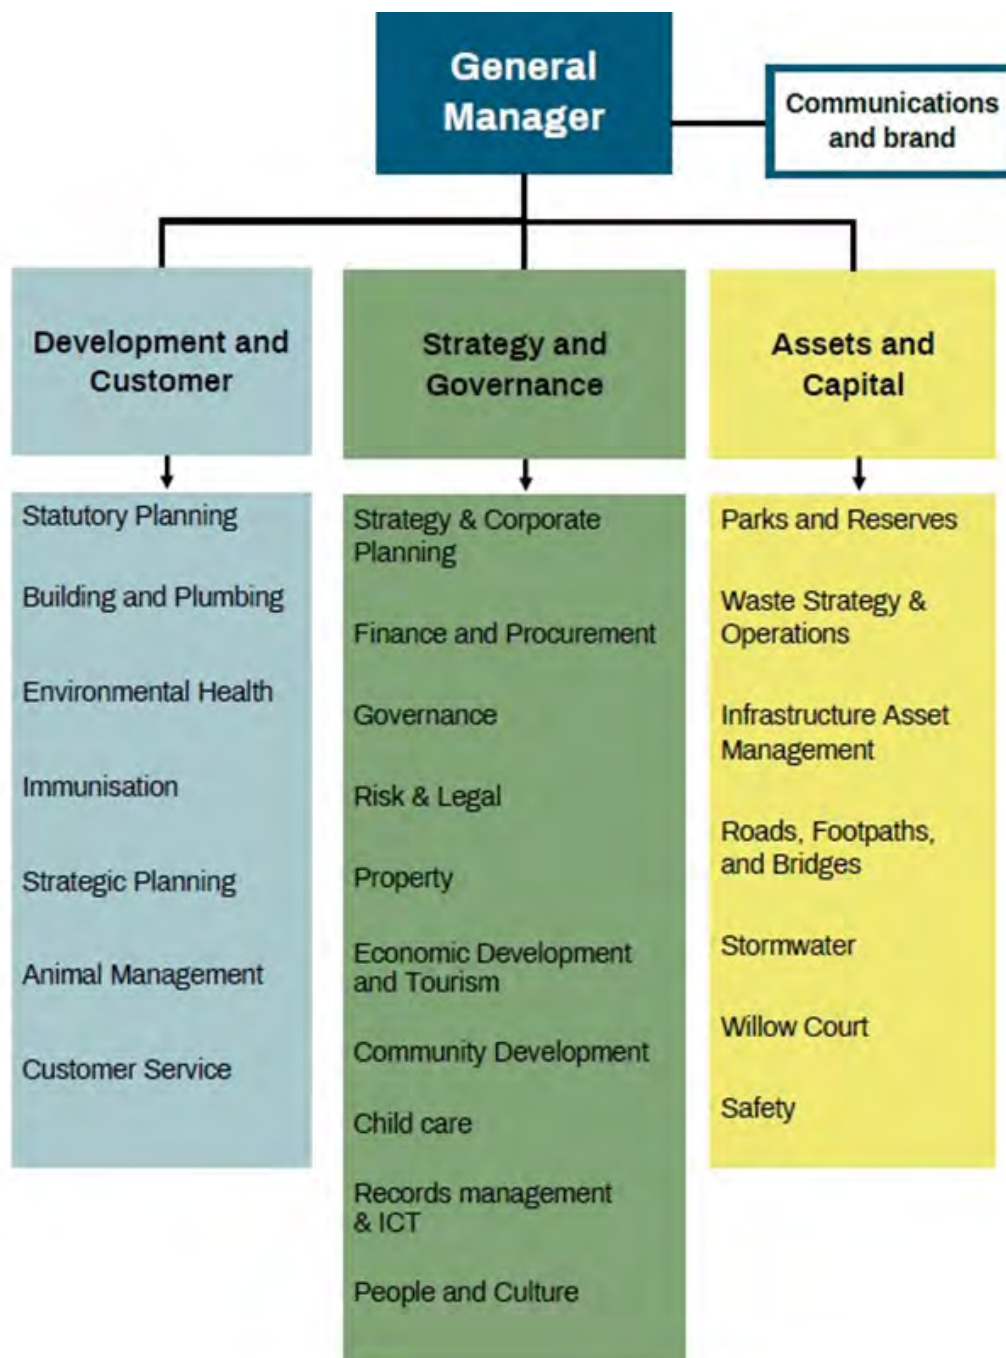 General
Manager
Communications
and brand
Development and
Customer
Strategy and
Governance
Assets and
Capital
Statutory Planning
Building and Plumbing
Environmental Health
Immunisation
Strategic Planning
Animal Management
Customer Service
Strategy & Corporate
Planning
Finance and Procurement
Governance
Risk & Legal
Property
Economic Development
and Tourism
Community Development
Child care
Records management
& ICT
People and Culture
Parks and Reserves
Waste Strategy &
Operations
Infrastructure Asset
Management
Roads, Footpaths,
and Bridges
Stormwater
Willow Court
Safety